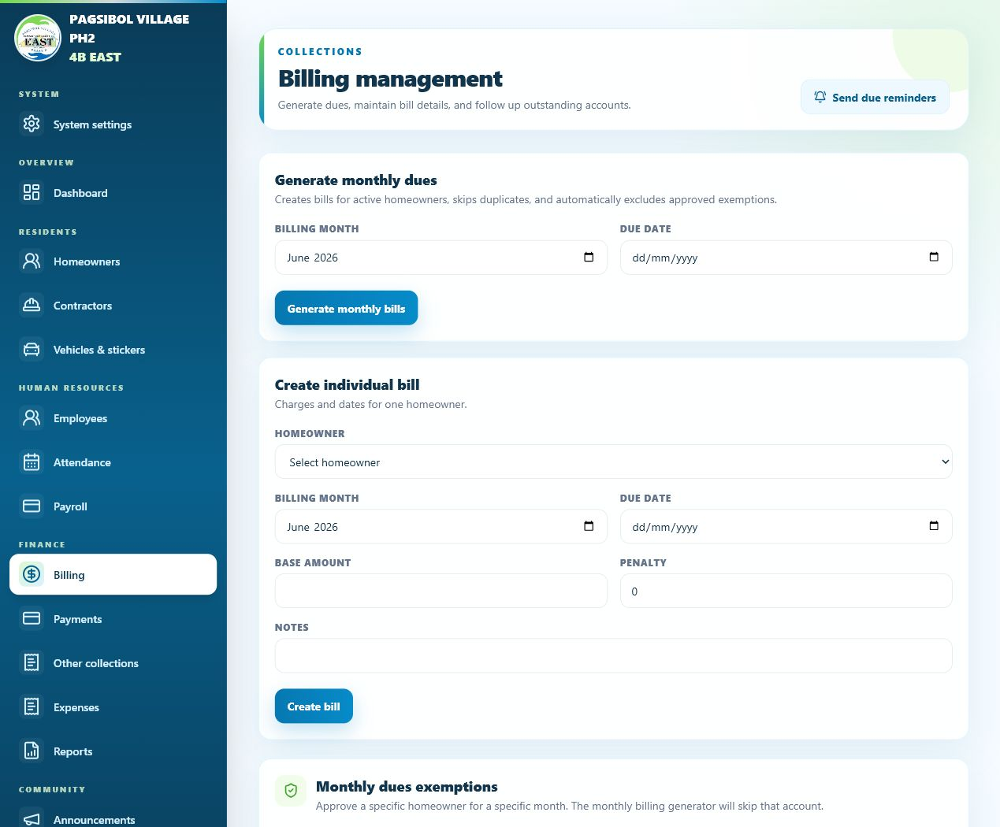 EAST
PAGSIBOL VILLAGE
PH2
4B EAST
SYSTEM
System settings
OVERVIEW
Dashboard
RESIDENTS
Homeowners
Contractors
Vehicles & stickers
HUMAN RESOURCES
Employees
Attendance
Payroll
FINANCE
Billing
Payments
Other collections
Expenses
Reports
COMMUNITY
Announcements
COLLECTIONS
Billing management
Generate dues, maintain bill details, and follow up outstanding accounts.
Send due reminders
Generate monthly dues
Creates bills for active homeowners, skips duplicates, and automatically excludes approved exemptions.
BILLING MONTH
DUE DATE
June 2026
dd/mm/yyyy
Generate monthly bills
Create individual bill
Charges and dates for one homeowner.
HOMEOWNER
Select homeowner
BILLING MONTH
DUE DATE
June 2026
dd/mm/yyyy
BASE AMOUNT
PENALTY
0
NOTES
Create bill
Monthly dues exemptions
Approve a specific homeowner for a specific month. The monthly billing generator will skip that account.